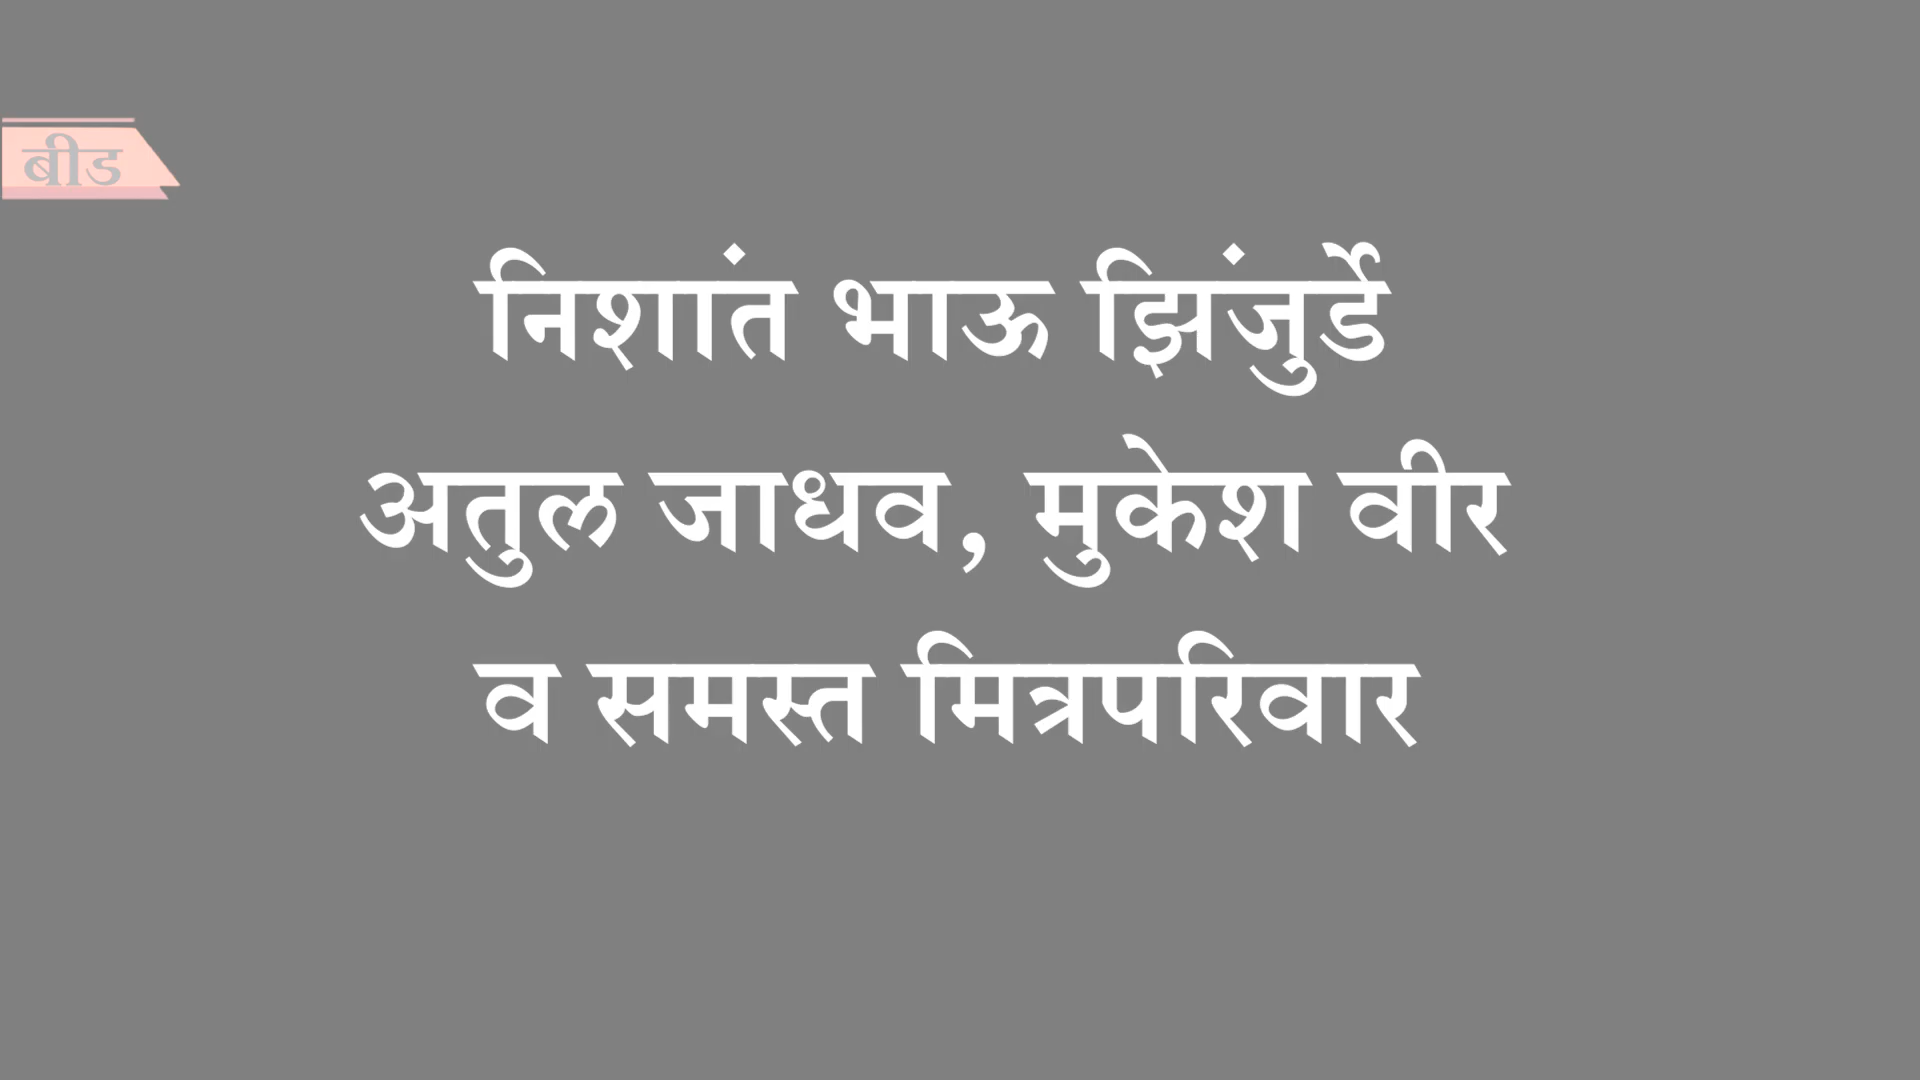 बीड
निशांत भाऊ झिंजुर्डे
अतुल जाधव, मुकेश वीर
व समस्त मित्रपरिवार